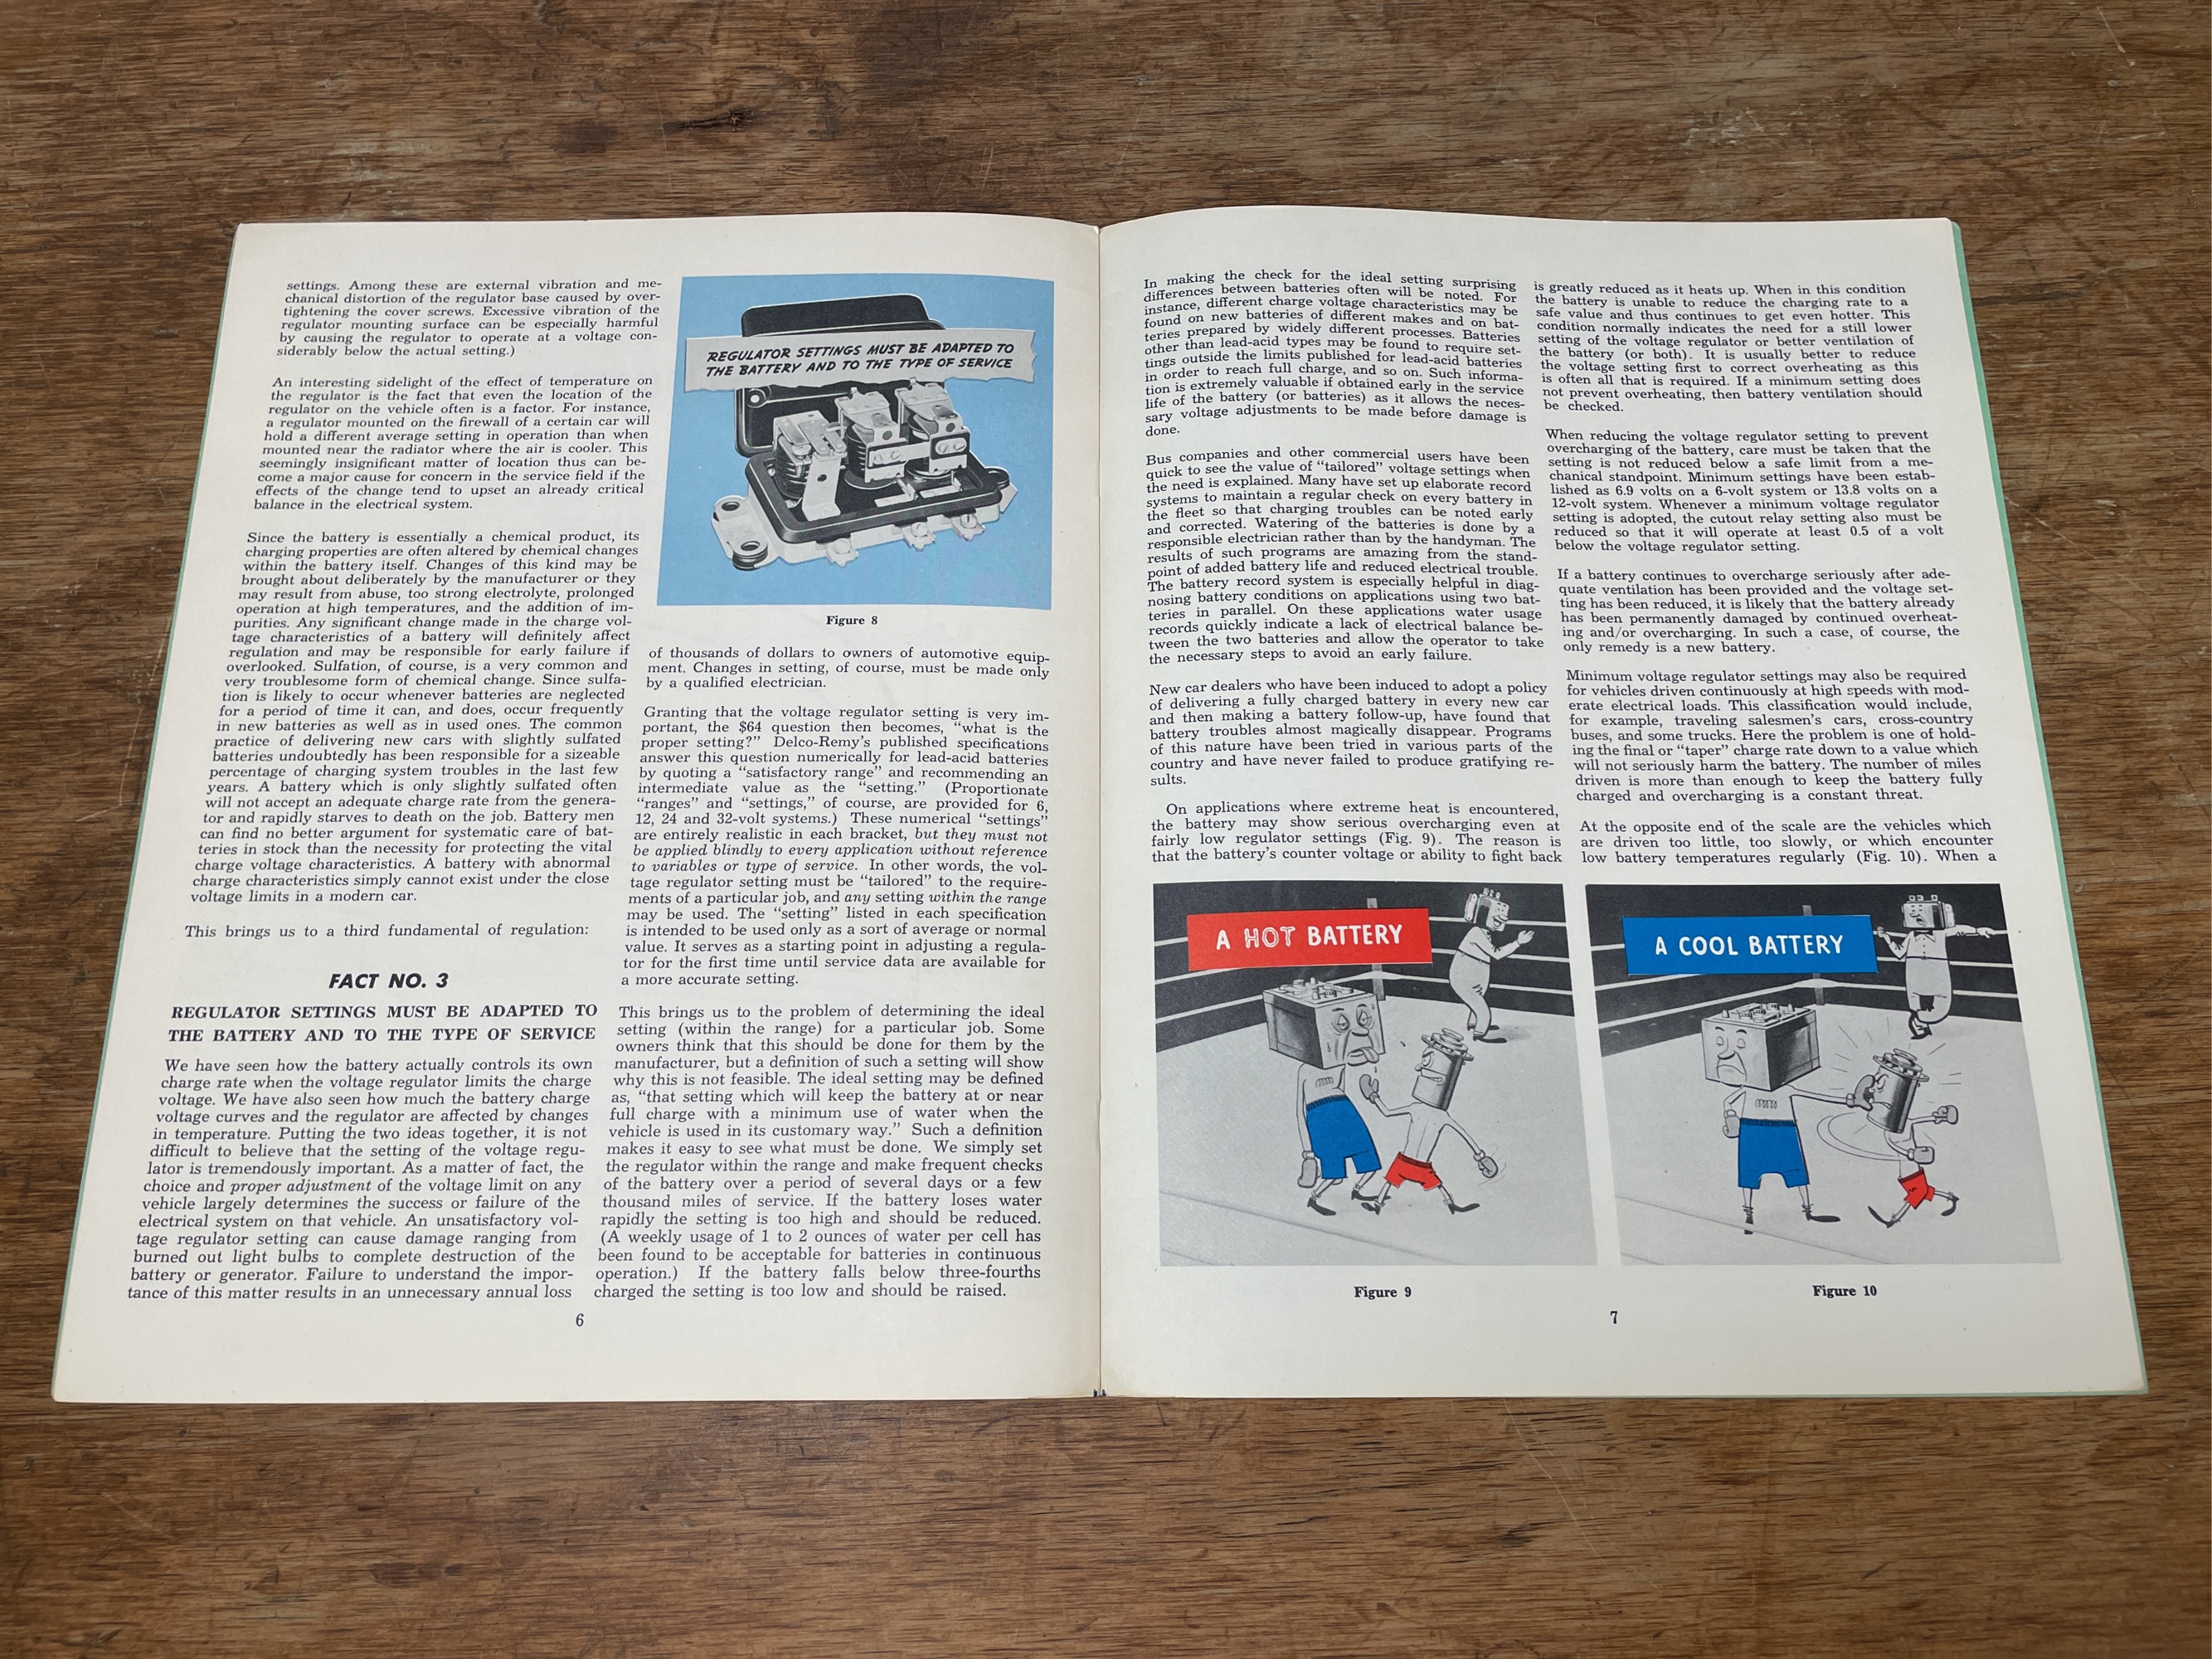 settings. Among these are external vibration and me-
chanical distortion of the regulator base caused by over-
tightening the cover screws. Excessive vibration of the
regulator mounting surface can be especially harmful
by causing the regulator to operate at a voltage con-
siderably below the actual setting.)
An interesting sidelight of the effect of temperature on
the regulator is the fact that even the location of the
regulator on the vehicle often is a factor. For instance,
a regulator mounted on the firewall of a certain car will
hold a different average setting in operation than when
mounted near the radiator where the air is cooler. This
seemingly insignificant matter of location thus can be-
come a major cause for concern in the service field if the
effects of the change tend to upset an already critical
balance in the electrical system.
Since the battery is essentially a chemical product, its
charging properties are often altered by chemical changes
within the battery itself. Changes of this kind may be
brought about deliberately by the manufacturer or they
may result from abuse, too strong electrolyte, prolonged
operation at high temperatures, and the addition of im-
purities. Any significant change made in the charge vol-
tage characteristics of a battery will definitely affect
regulation and may be responsible for early failure if
overlooked. Sulfation, of course, is a very common and
very troublesome form of chemical change. Since sulfa-
tion is likely to occur whenever batteries are neglected
for a period of time it can, and does, occur frequently
in new batteries as well as in used ones. The common
practice of delivering new cars with slightly sulfated
batteries undoubtedly has been responsible for a sizeable
percentage of charging system troubles in the last few
years. A battery which is only slightly sulfated often
will not accept an adequate charge rate from the genera-
tor and rapidly starves to death on the job. Battery men
can find no better argument for systematic care of bat-
teries in stock than the necessity for protecting the vital
charge voltage characteristics. A battery with abnormal
charge characteristics simply cannot exist under the close
voltage limits in a modern car.
This brings us to a third fundamental of regulation:
FACT NO. 3
REGULATOR SETTINGS MUST BE ADAPTED TO
THE BATTERY AND TO THE TYPE OF SERVICE
We have seen how the battery actually controls its own
charge rate when the voltage regulator limits the charge
voltage. We have also seen how much the battery charge
voltage curves and the regulator are affected by changes
in temperature. Putting the two ideas together, it is not
difficult to believe that the setting of the voltage regu-
lator is tremendously important. As a matter of fact, the
choice and proper adjustment of the voltage limit on any
vehicle largely determines the success or failure of the
electrical system on that vehicle. An unsatisfactory vol-
tage regulator setting can cause damage ranging from
burned out light bulbs to complete destruction of the
battery or generator. Failure to understand the impor-
tance of this matter results in an unnecessary annual loss
REGULATOR SETTINGS MUST BE ADAPTED TO
THE BATTERY AND TO THE TYPE OF SERVICE
Figure 8
of thousands of dollars to owners of automotive equip-
ment. Changes in setting, of course, must be made only
by a qualified electrician.
Granting that the voltage regulator setting is very im-
portant, the $64 question then becomes, "what is the
proper setting?" Delco-Remy's published specifications
answer this question numerically for lead-acid batteries
by quoting a "satisfactory range" and recommending an
intermediate value as the "setting." (Proportionate
"ranges" and "settings," of course, are provided for 6,
12, 24 and 32-volt systems.) These numerical "settings"
are entirely realistic in each bracket, but they must not
be applied blindly to every application without reference
to variables or type of service. In other words, the vol-
tage regulator setting must be "tailored" to the require-
ments of a particular job, and any setting within the range
may be used. The "setting" listed in each specification
is intended to be used only as a sort of average or normal
value. It serves as a starting point in adjusting a regula-
tor for the first time until service data are available for
a more accurate setting.
This brings us to the problem of determining the ideal
setting (within the range) for a particular job. Some
owners think that this should be done for them by the
manufacturer, but a definition of such a setting will show
why this is not feasible. The ideal setting may be defined
as, "that setting which will keep the battery at or near
full charge with a minimum use of water when the
vehicle is used in its customary way." Such a definition
makes it easy to see what must be done. We simply set
the regulator within the range and make frequent checks
of the battery over a period of several days or a few
thousand miles of service. If the battery loses water
rapidly the setting is too high and should be reduced.
(A weekly usage of 1 to 2 ounces of water per cell has
been found to be acceptable for batteries in continuous
operation.) If the battery falls below three-fourths
charged the setting is too low and should be raised.
6
In making the check for the ideal setting surprising
differences between batteries often will be noted. For
instance, different charge voltage characteristics may be
found on new batteries of different makes and on bat-
teries prepared by widely different processes. Batteries
other than lead-acid types may be found to require set-
tings outside the limits published for lead-acid batteries
in order to reach full charge, and so on. Such informa-
tion is extremely valuable if obtained early in the service
life of the battery (or batteries) as it allows the neces-
sary voltage adjustments to be made before damage is
done.
Bus companies and other commercial users have been
quick to see the value of "tailored" voltage settings when
the need is explained. Many have set up elaborate record
systems to maintain a regular check on every battery in
the fleet so that charging troubles can be noted early
and corrected. Watering of the batteries is done by a
responsible electrician rather than by the handyman. The
results of such programs are amazing from the stand-
point of added battery life and reduced electrical trouble.
The battery record system is especially helpful in diag-
nosing battery conditions on applications using two bat-
teries in parallel. On these applications water usage
records quickly indicate a lack of electrical balance be-
tween the two batteries and allow the operator to take
the necessary steps to avoid an early failure.
New car dealers who have been induced to adopt a policy
of delivering a fully charged battery in every new car
and then making a battery follow-up, have found that
battery troubles almost magically disappear. Programs
of this nature have been tried in various parts of the
country and have never failed to produce gratifying re-
sults.
On applications where extreme heat is encountered,
the battery may show serious overcharging even at
fairly low regulator settings (Fig. 9). The reason is
that the battery's counter voltage or ability to fight back
is greatly reduced as it heats up. When in this condition
the battery is unable to reduce the charging rate to a
safe value and thus continues to get even hotter. This
condition normally indicates the need for a still lower
setting of the voltage regulator or better ventilation of
the battery (or both). It is usually better to reduce
the voltage setting first to correct overheating as this
is often all that is required. If a minimum setting does
not prevent overheating, then battery ventilation should
be checked.
When reducing the voltage regulator setting to prevent
overcharging of the battery, care must be taken that the
setting is not reduced below a safe limit from a me-
chanical standpoint. Minimum settings have been estab-
lished as 6.9 volts on a 6-volt system or 13.8 volts on a
12-volt system. Whenever a minimum voltage regulator
setting is adopted, the cutout relay setting also must be
reduced so that it will operate at least 0.5 of a volt
below the voltage regulator setting.
If a battery continues to overcharge seriously after ade-
quate ventilation has been provided and the voltage set-
ting has been reduced, it is likely that the battery already
has been permanently damaged by continued overheat-
ing and/or overcharging. In such a case, of course, the
only remedy is a new battery.
Minimum voltage regulator settings may also be required
for vehicles driven continuously at high speeds with mod-
erate electrical loads. This classification would include,
for example, traveling salesmen's cars, cross-country
buses, and some trucks. Here the problem is one of hold-
ing the final or "taper" charge rate down to a value which
will not seriously harm the battery. The number of miles
driven is more than enough to keep the battery fully
charged and overcharging is a constant threat.
At the opposite end of the scale are the vehicles which
are driven too little, too slowly, or which encounter
low battery temperatures regularly (Fig. 10). When a
A HOT BATTERY
Figure 9
A COOL BATTERY
Figure 10
7